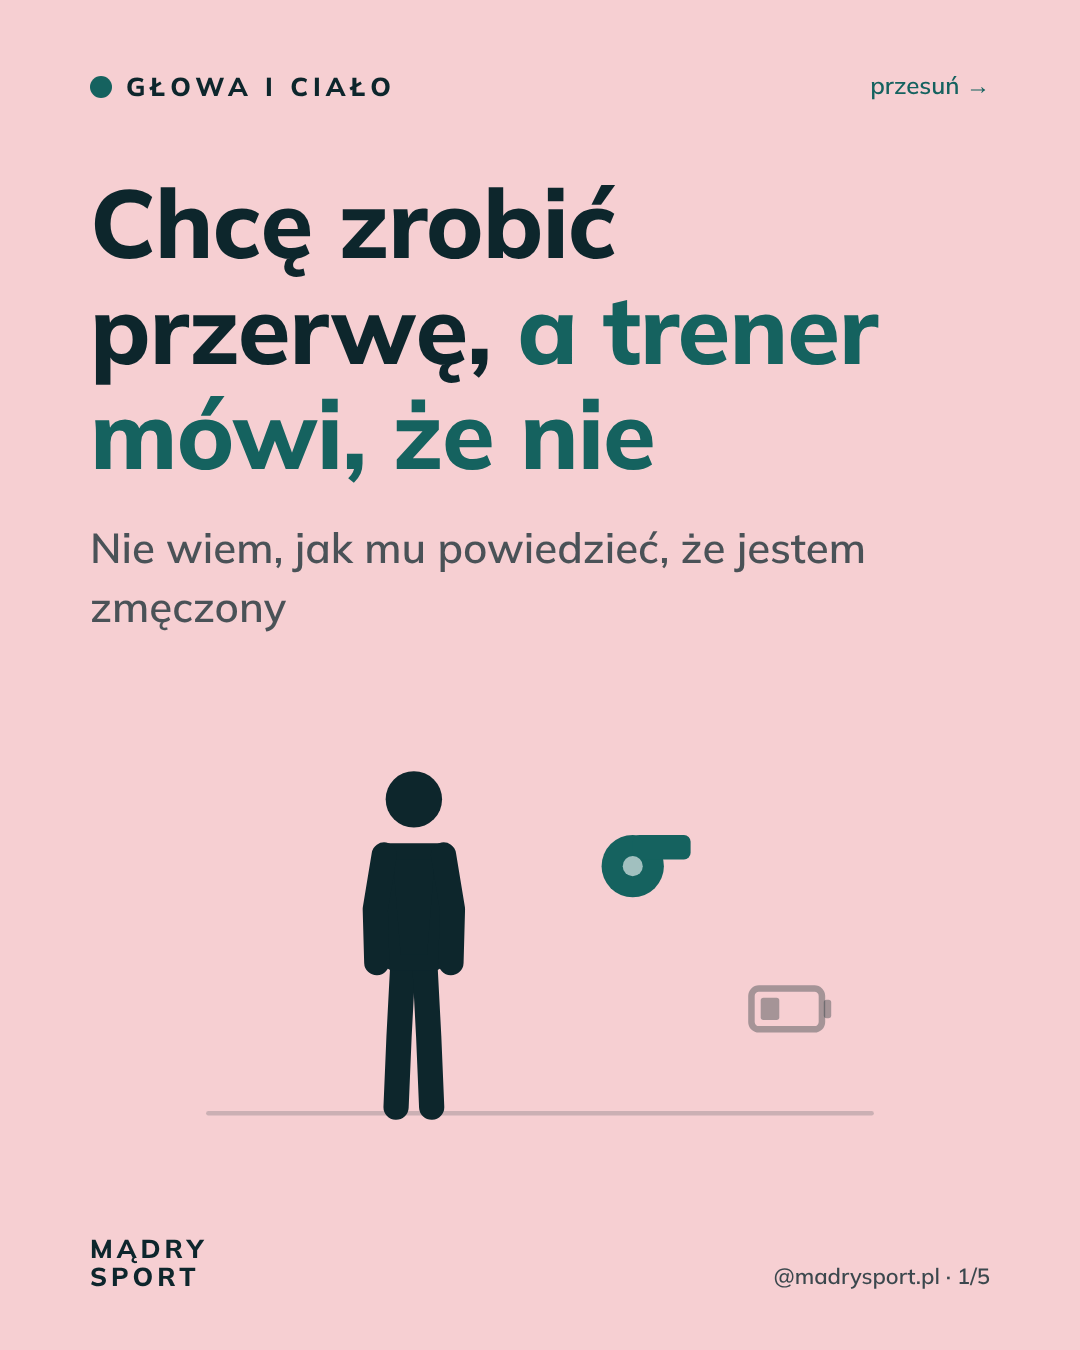 GŁOWA I CIAŁO
przesuń →
Chcę zrobić
przerwę, a trener
mówi, że nie
Nie wiem, jak mu powiedzieć, że jestem
zmęczony
MĄDRY
SPORT
@madrysport.pl · 1/5